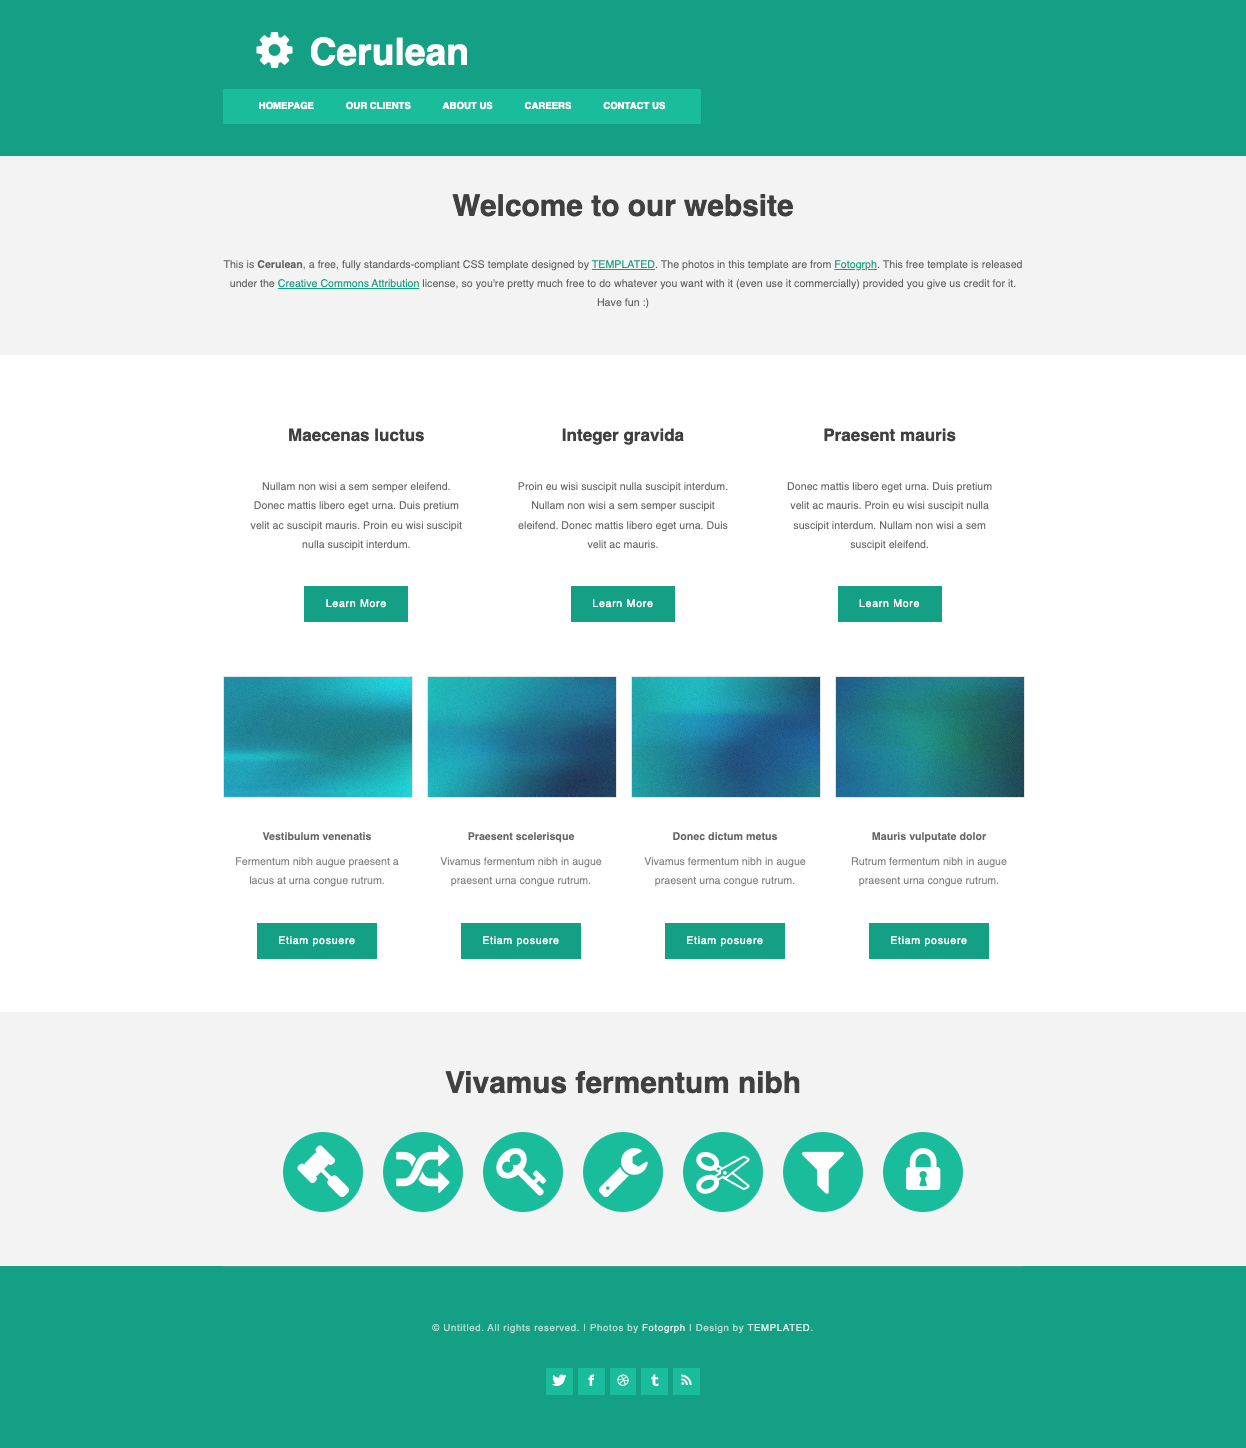 Cerulean
HOMEPAGE OUR CLIENTS ABOUT US CAREERS CONTACT US
Welcome to our website
This is Cerulean, a free, fully standards-compliant CSS template designed by TEMPLATED. The photos in this template are from Fotogrph. This free template is released
under the Creative Commons Attribution license, so you're pretty much free to do whatever you want with it (even use it commercially) provided you give us credit for it.
Have fun :)
Maecenas luctus
Nullam non wisi a sem semper eleifend.
Donec mattis libero eget urna. Duis pretium
velit ac suscipit mauris. Proin eu wisi suscipit
nulla suscipit interdum.
Learn More
Integer gravida
Proin eu wisi suscipit nulla suscipit interdum.
Nullam non wisi a sem semper suscipit
eleifend. Donec mattis libero eget urna. Duis
velit ac mauris.
Learn More
Praesent mauris
Donec mattis libero eget urna. Duis pretium
velit ac mauris. Proin eu wisi suscipit nulla
suscipit interdum. Nullam non wisi a sem
suscipit eleifend.
Learn More
Vestibulum venenatis
Fermentum nibh augue praesent a
lacus at urna congue rutrum.
Etiam posuere
Praesent scelerisque
Vivamus fermentum nibh in augue
praesent urna congue rutrum.
Etiam posuere
Donec dictum metus
Vivamus fermentum nibh in augue
praesent urna congue rutrum.
Etiam posuere
Mauris vulputate dolor
Rutrum fermentum nibh in augue
praesent urna congue rutrum.
Etiam posuere
Vivamus fermentum nibh
© Untitled. All rights reserved. | Photos by Fotogrph | Design by TEMPLATED.